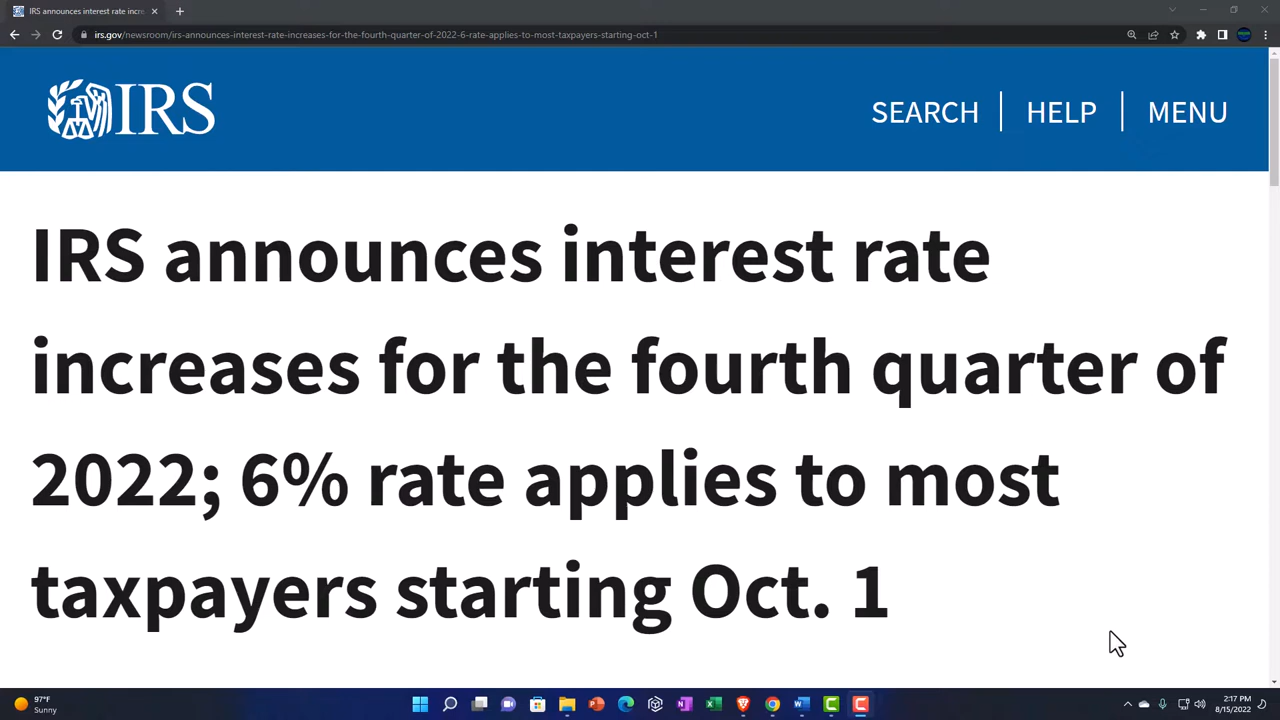 IRS announces interest rate incre
irs.gov/newsroom/irs-announces-interest-rate-increases-for-the-fourth-quarter-of-2022-6-rate-applies-to-most-taxpayers-starting-oct-1
IRS
SEARCH HELP MENU
IRS announces interest rate
increases for the fourth quarter of
2022; 6% rate applies to most
taxpayers starting Oct. 1
97°F
Sunny
2:17 PM
8/15/2022